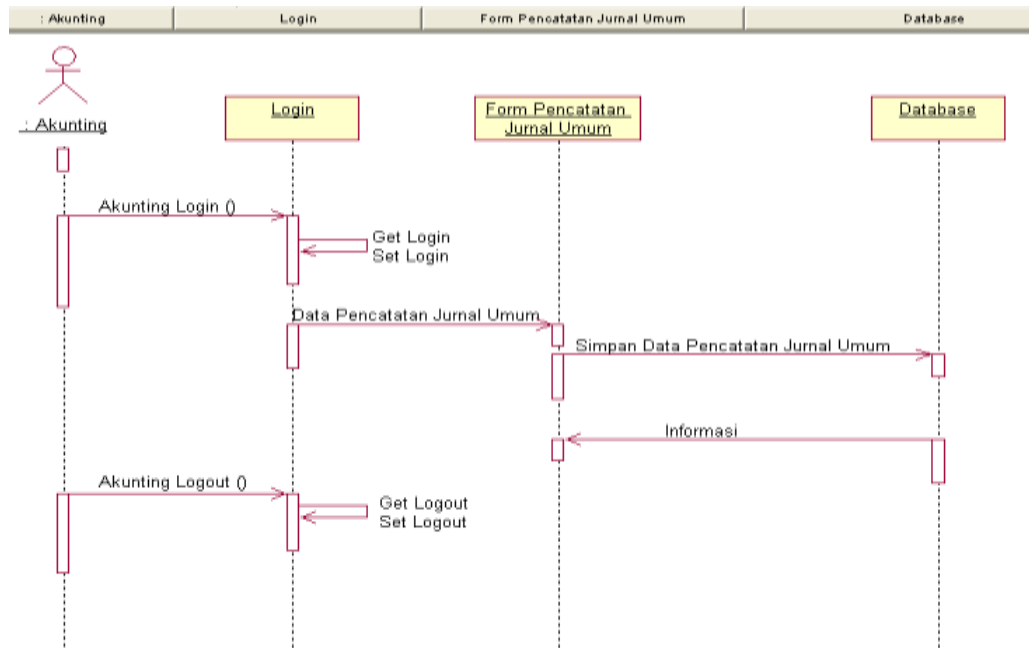 : Akunting
Login
Form Pencatatan Jurnal Umum
Database
: Akunting
Login
Form Pencatatan
Jurnal Umum
Database
Akunting Login ()
Get Login
Set Login
Data Pencatatan Jurnal Umum
Simpan Data Pencatatan Jurnal Umum
Informasi
Akunting Logout ()
Get Logout
Set Logout